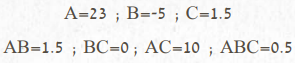 A=23 ; B=-5 ; C=1.5
AB=1.5 ; BC=0 ; AC=10 ; ABC=0.5